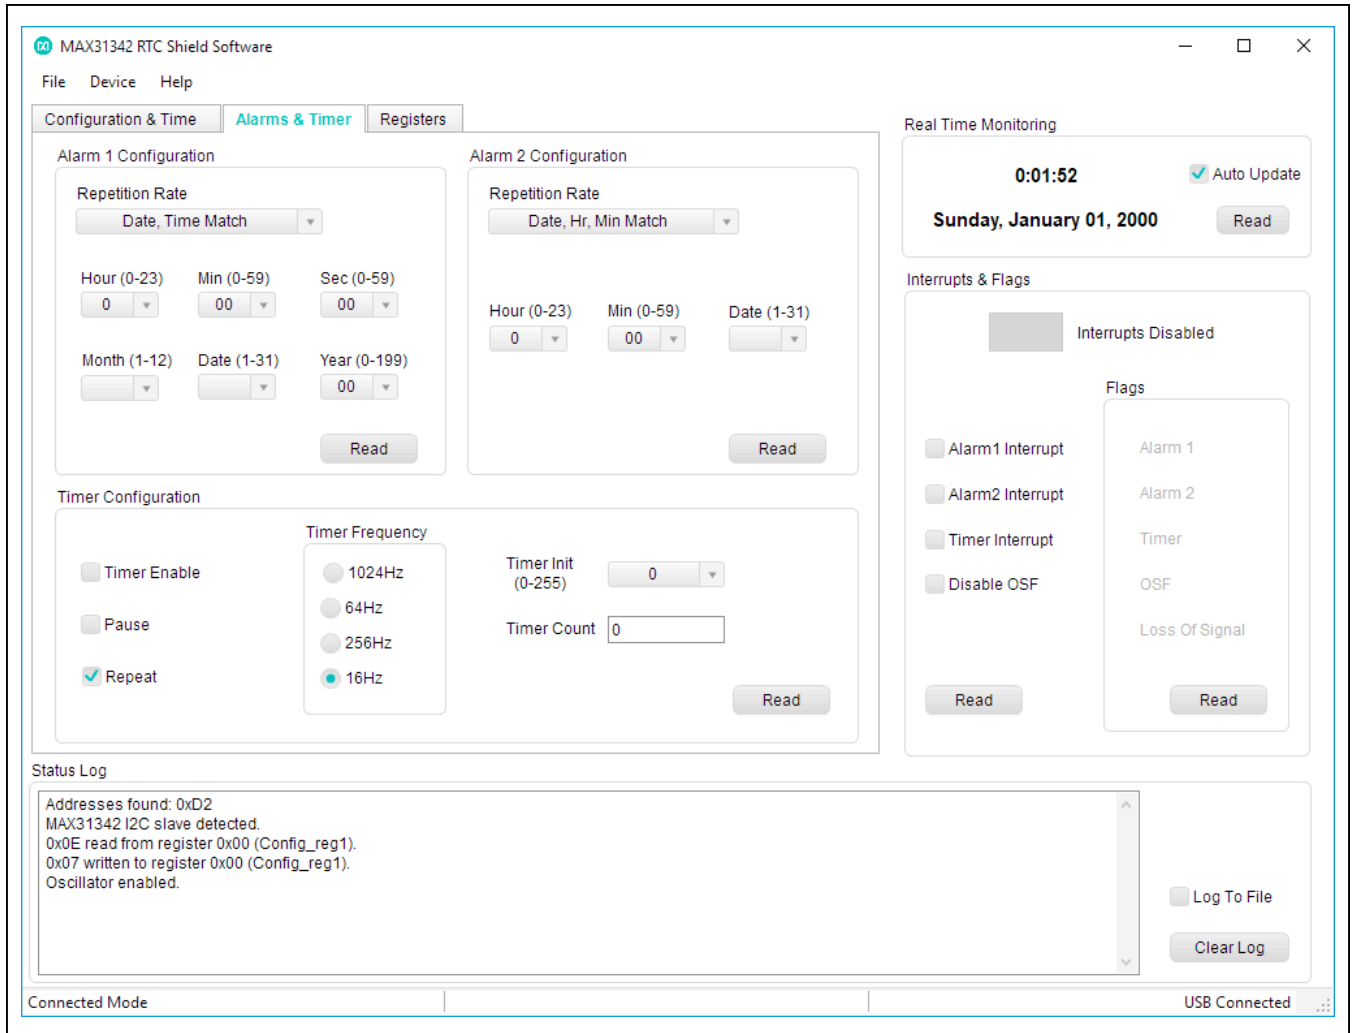 MAX31342 RTC Shield Software
File Device Help
Configuration & Time Alarms & Timer Registers
Alarm 1 Configuration
Repetition Rate
Date, Time Match
Hour (0-23) Min (0-59) Sec (0-59)
0 00 00
Month (1-12) Date (1-31) Year (0-199)
00
Read
Alarm 2 Configuration
Repetition Rate
Date, Hr, Min Match
Hour (0-23) Min (0-59) Date (1-31)
0 00
Read
Timer Configuration
Timer Enable
Pause
Repeat
Timer Frequency
1024Hz
64Hz
256Hz
16Hz
Timer Init
(0-255)
0
Timer Count 0
Read
Real Time Monitoring
0:01:52 Auto Update
Sunday, January 01, 2000 Read
Interrupts & Flags
Interrupts Disabled
Alarm1 Interrupt
Alarm2 Interrupt
Timer Interrupt
Disable OSF
Read
Flags
Alarm 1
Alarm 2
Timer
OSF
Loss Of Signal
Read
Status Log
Addresses found: 0xD2
MAX31342 I2C slave detected.
0x0E read from register 0x00 (Config_reg1).
0x07 written to register 0x00 (Config_reg1).
Oscillator enabled.
Log To File
Clear Log
Connected Mode USB Connected